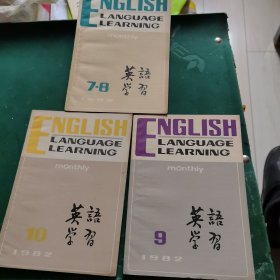 ENGLISH
LANGUAGE
LEARNING
monthly
7-8
英語
学習
ENGLISH
LANGUAGE
LEARNING
monthly
10
英語
学習
1982
ENGLISH
LANGUAGE
LEARNING
monthly
9
英語
学習
1982